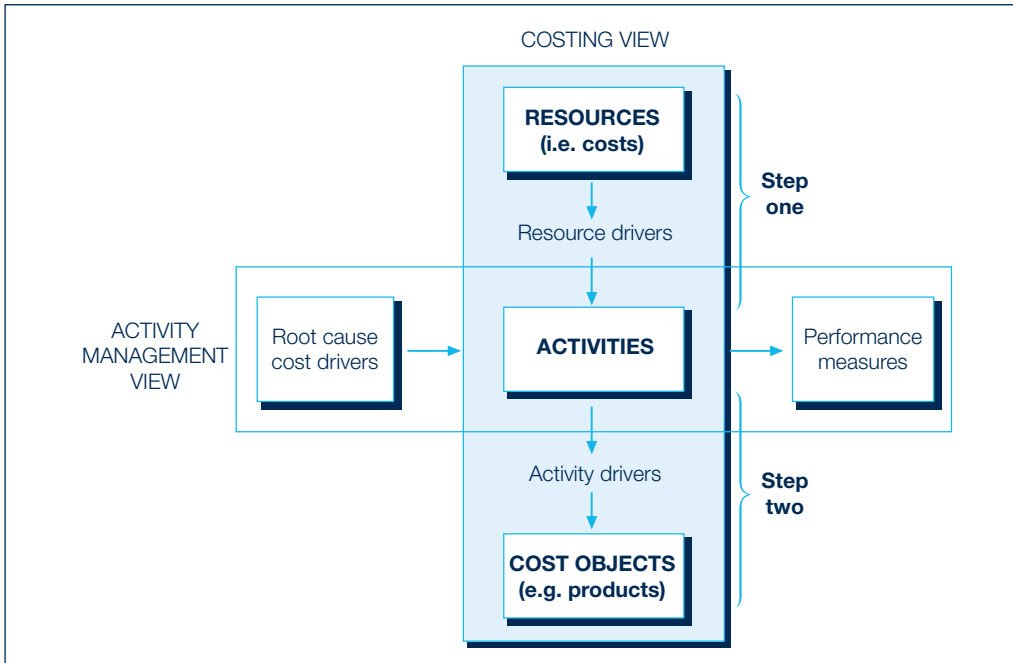 COSTING VIEW
RESOURCES
(i.e. costs)
Step
one
Resource drivers
ACTIVITY
MANAGEMENT
VIEW
Root cause
cost drivers
ACTIVITIES
Performance
measures
Activity drivers
Step
two
COST OBJECTS
(e.g. products)